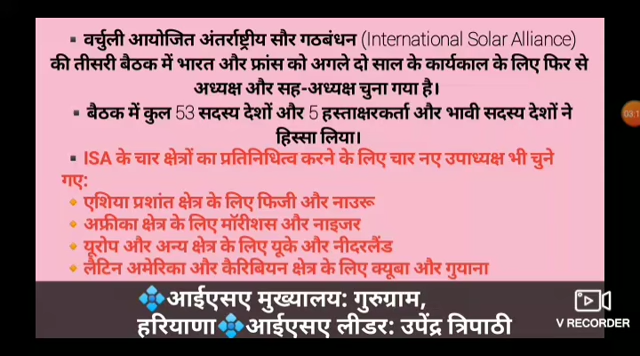 ▪ वर्चुली आयोजित अंतर्राष्ट्रीय सौर गठबंधन (International Solar Alliance)
की तीसरी बैठक में भारत और फ्रांस को अगले दो साल के कार्यकाल के लिए फिर से
अध्यक्ष और सह-अध्यक्ष चुना गया है।
▪ बैठक में कुल 53 सदस्य देशों और 5 हस्ताक्षरकर्ता और भावी सदस्य देशों ने
हिस्सा लिया।
▪ ISA के चार क्षेत्रों का प्रतिनिधित्व करने के लिए चार नए उपाध्यक्ष भी चुने
गए:
🔸 एशिया प्रशांत क्षेत्र के लिए फिजी और नाउरू
🔸 अफ्रीका क्षेत्र के लिए मॉरीशस और नाइजर
🔸 यूरोप और अन्य क्षेत्र के लिए यूके और नीदरलैंड
🔸 लैटिन अमेरिका और कैरिबियन क्षेत्र के लिए क्यूबा और गुयाना
💠आईएसए मुख्यालय: गुरुग्राम,
हरियाणा💠आईएसए लीडर: उपेंद्र त्रिपाठी
V RECORDER